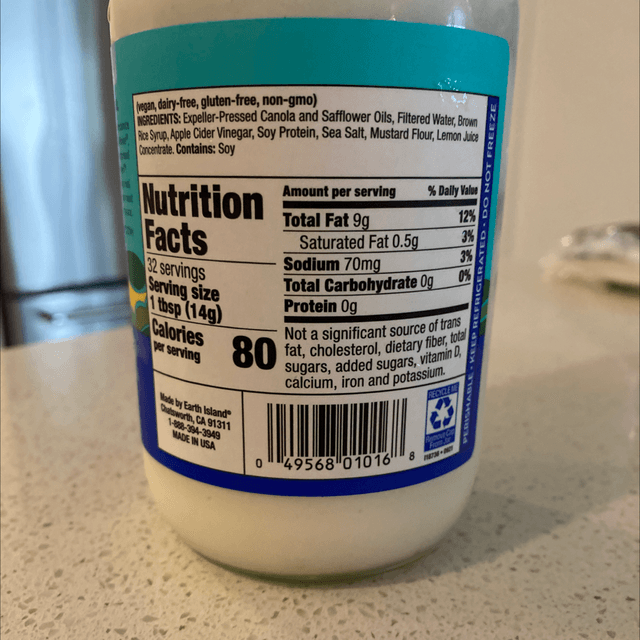 (vegan, dairy-free, gluten-free, non-gmo)
INGREDIENTS: Expeller-Pressed Canola and Safflower Oils, Filtered Water, Brown
Rice Syrup, Apple Cider Vinegar, Soy Protein, Sea Salt, Mustard Flour, Lemon Juice
Concentrate. Contains: Soy
Nutrition
Facts
32 servings
Serving size
1 tbsp (14g)
Calories
per serving
80
Amount per serving % Daily Value
Total Fat 9g 12%
Saturated Fat 0.5g 3%
Sodium 70mg 3%
Total Carbohydrate 0g 0%
Protein 0g
Not a significant source of trans
fat, cholesterol, dietary fiber, total
sugars, added sugars, vitamin D,
calcium, iron and potassium.
Made by Earth Island®
Chatsworth, CA 91311
1-888-394-3949
MADE IN USA
0 49568 01016 8
RECYCLE ME
PERISHABLE • KEEP REFRIGERATED • DO NOT FREEZE